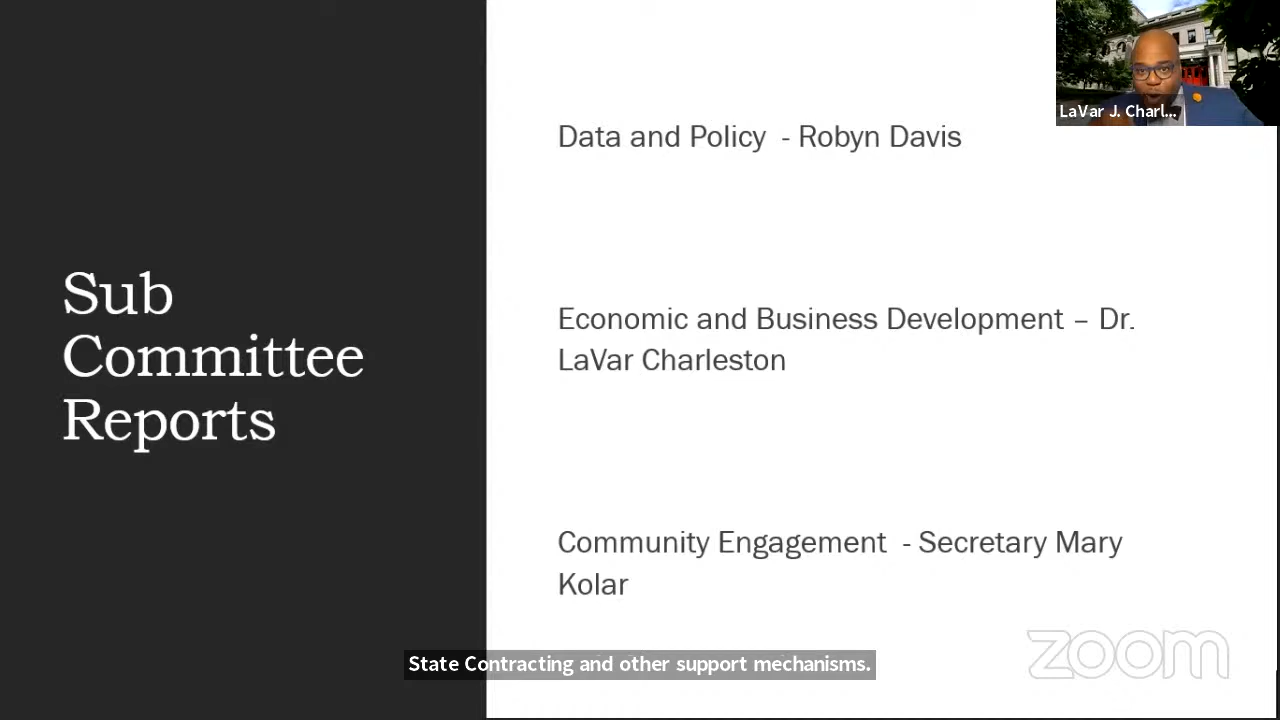 LaVar J. Charl...
Data and Policy - Robyn Davis
Sub
Committee
Reports
Economic and Business Development – Dr.
LaVar Charleston
Community Engagement - Secretary Mary
Kolar
zoom
State Contracting and other support mechanisms.